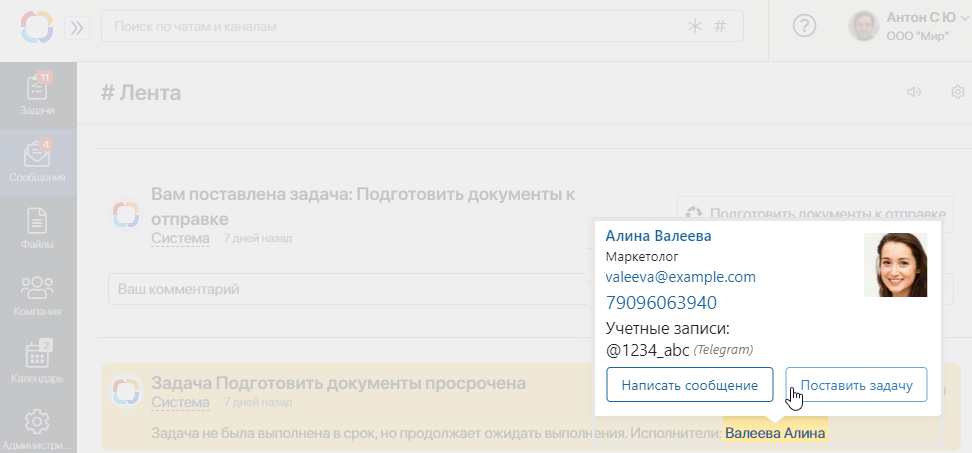 Поиск по чатам и каналам
Антон С Ю
ООО "Мир"
11
Задачи
4
Сообщения
Файлы
Компания
2
Календарь
Администри...
# Лента
Вам поставлена задача: Подготовить документы к
отправке
Система 7 дней назад
Подготовить документы к отправке
Ваш комментарий
Алина Валеева
Маркетолог
valeeva@example.com
79096063940
Учетные записи:
@1234_abc (Telegram)
Написать сообщение
Поставить задачу
Задача Подготовить документы просрочена
Система 7 дней назад
Задача не была выполнена в срок, но продолжает ожидать выполнения. Исполнители: Валеева Алина